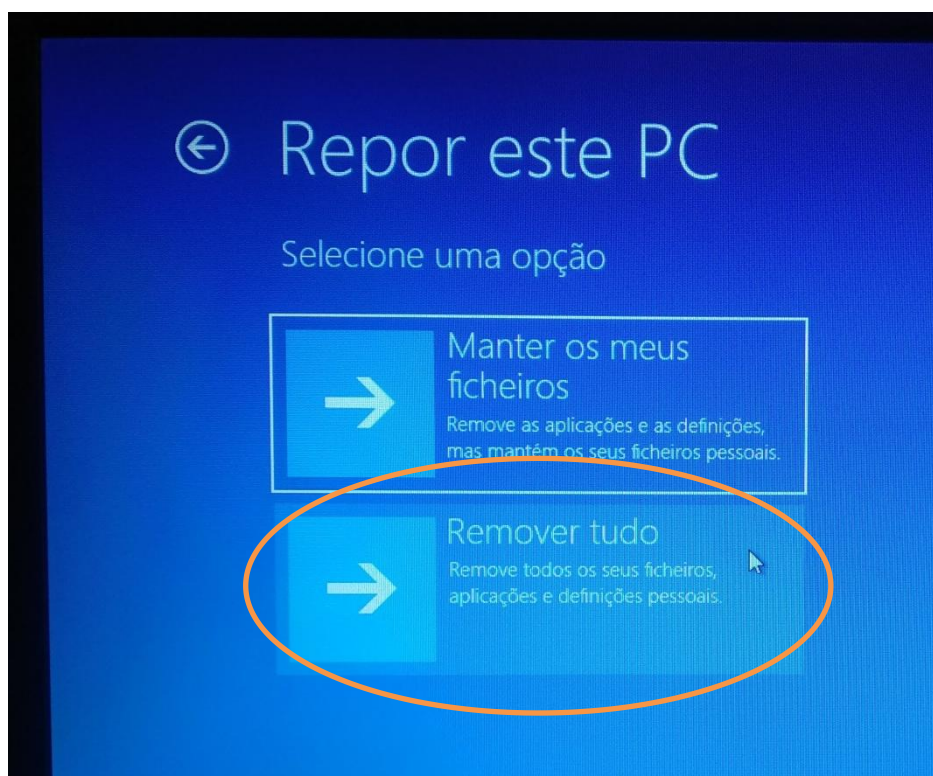 Repor este PC
Selecione uma opção
Manter os meus
ficheiros
Remove as aplicações e as definições,
mas mantém os seus ficheiros pessoais.
Remover tudo
Remove todos os seus ficheiros,
aplicações e definições pessoais.